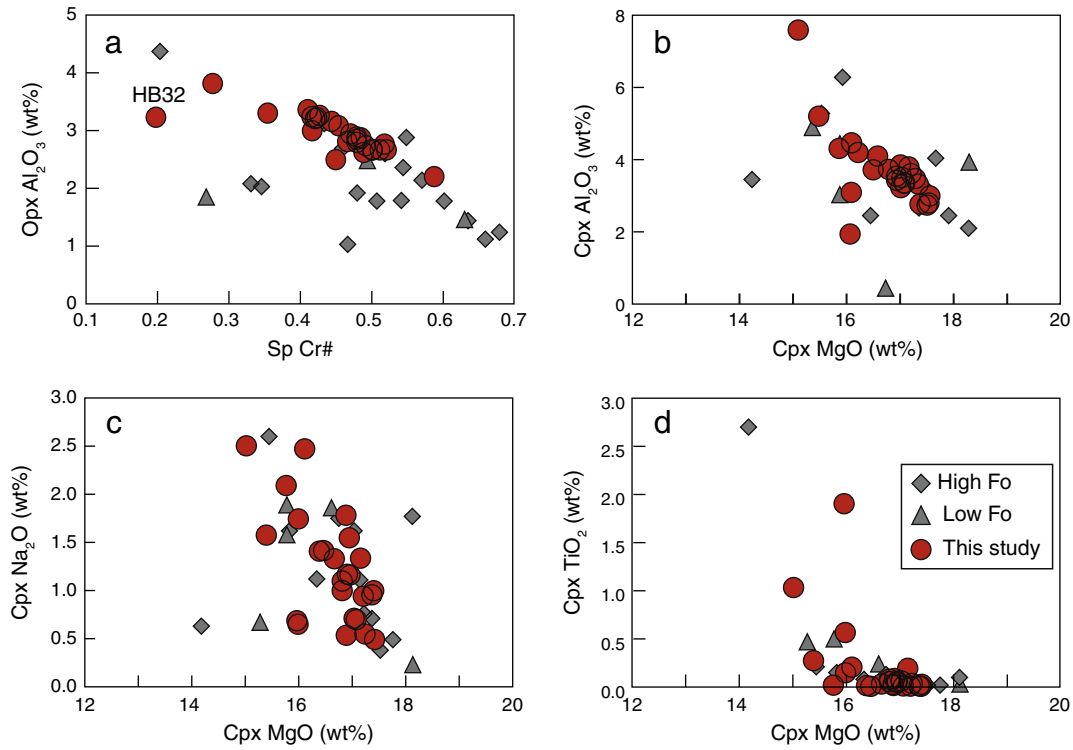 a
b
5
4
3
2
1
0
Opx Al₂O₃ (wt%)
HB32
0.1 0.2 0.3 0.4 0.5 0.6 0.7
Sp Cr#
8
6
4
2
0
Cpx Al₂O₃ (wt%)
12 14 16 18 20
Cpx MgO (wt%)
c
d
3.0
2.5
2.0
1.5
1.0
0.5
0.0
Cpx Na₂O (wt%)
12 14 16 18 20
Cpx MgO (wt%)
3.0
2.5
2.0
1.5
1.0
0.5
0.0
Cpx TiO₂ (wt%)
12 14 16 18 20
Cpx MgO (wt%)
High Fo
Low Fo
This study